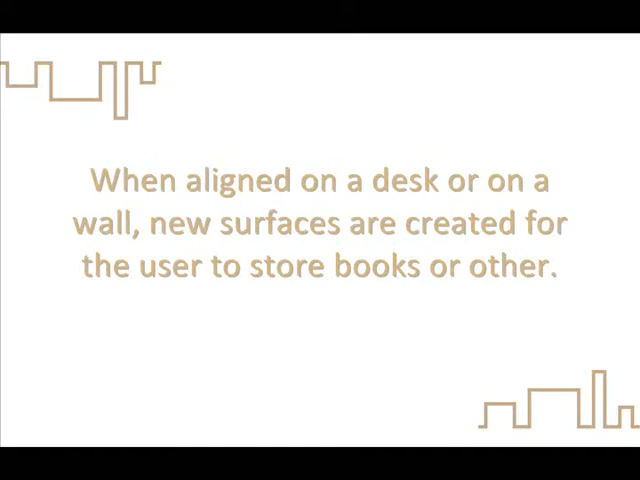 When aligned on a desk or on a
wall, new surfaces are created for
the user to store books or other.